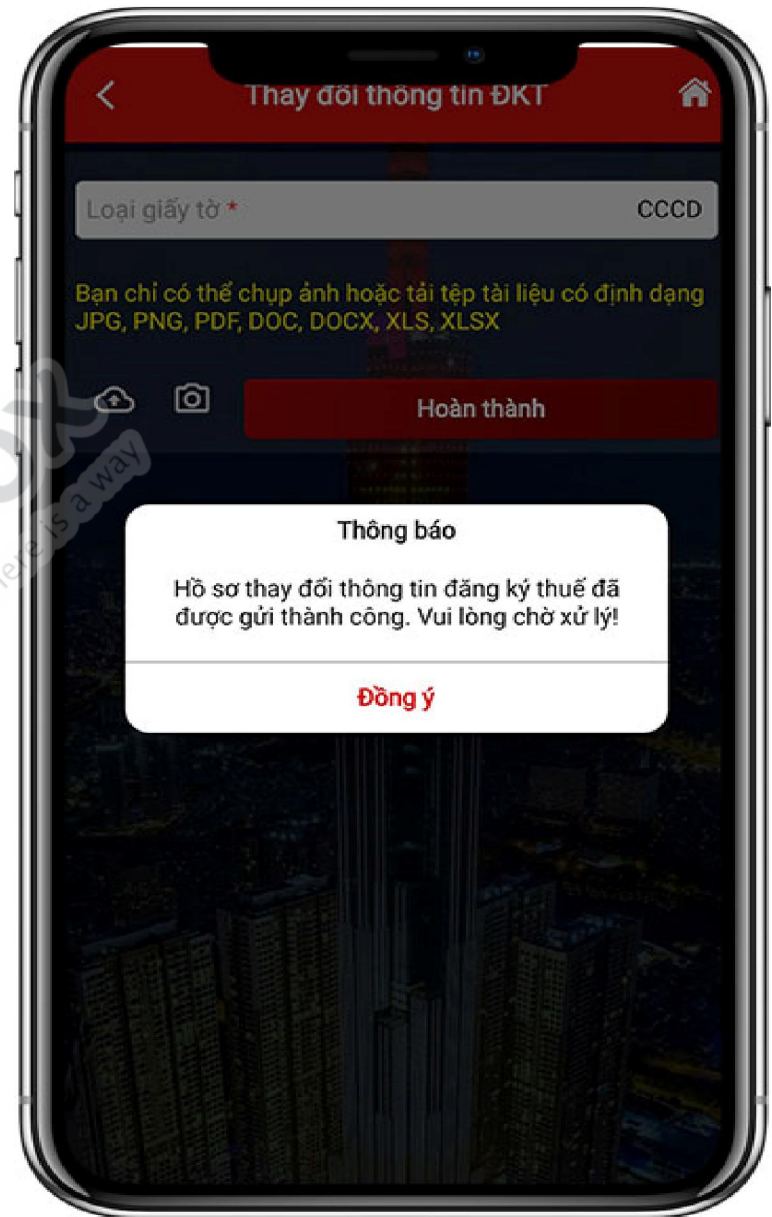 Thay đổi thông tin ĐKT
Loại giấy tờ *
CCCD
Bạn chỉ có thể chụp ảnh hoặc tải tệp tài liệu có định dạng
JPG, PNG, PDF, DOC, DOCX, XLS, XLSX
Hoàn thành
Thông báo
Hồ sơ thay đổi thông tin đăng ký thuế đã
được gửi thành công. Vui lòng chờ xử lý!
Đồng ý
is a way